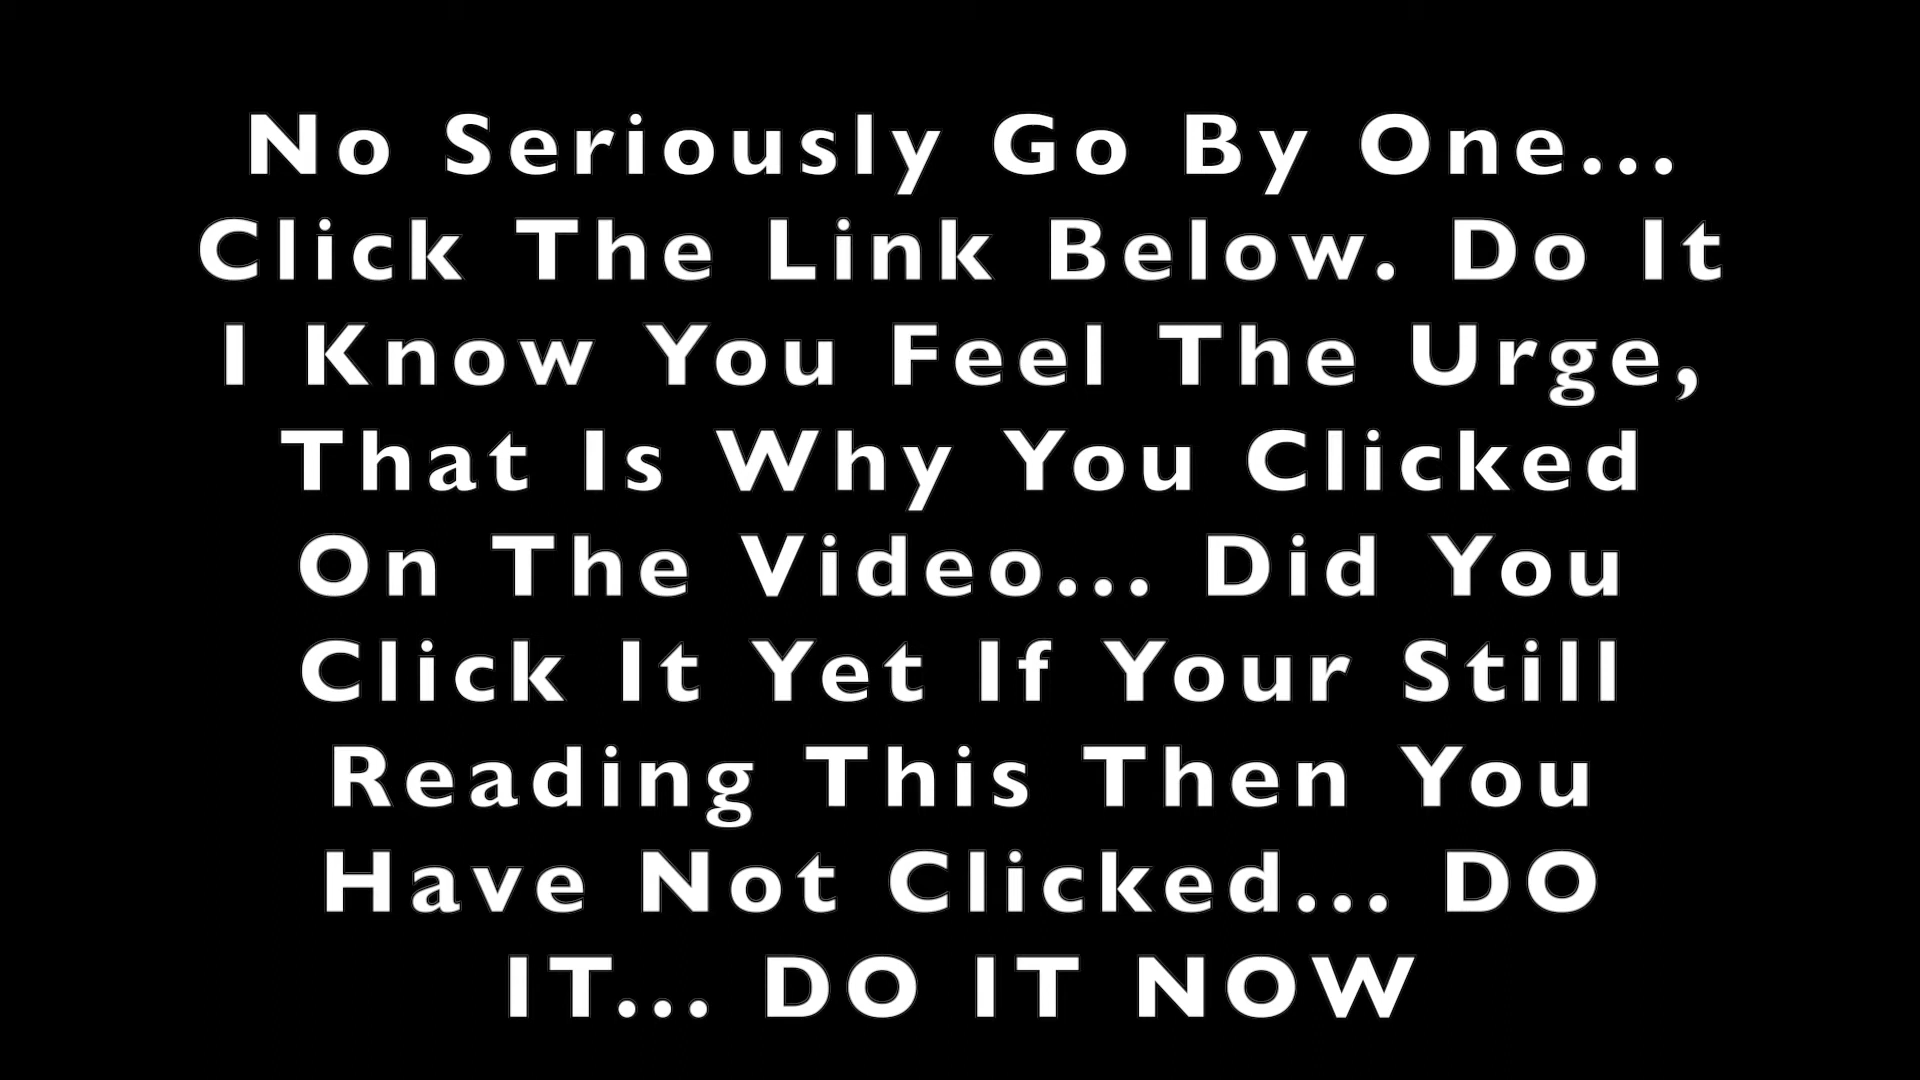 No Seriously Go By One...
Click The Link Below. Do It
I Know You Feel The Urge,
That Is Why You Clicked
On The Video... Did You
Click It Yet If Your Still
Reading This Then You
Have Not Clicked... DO
IT... DO IT NOW